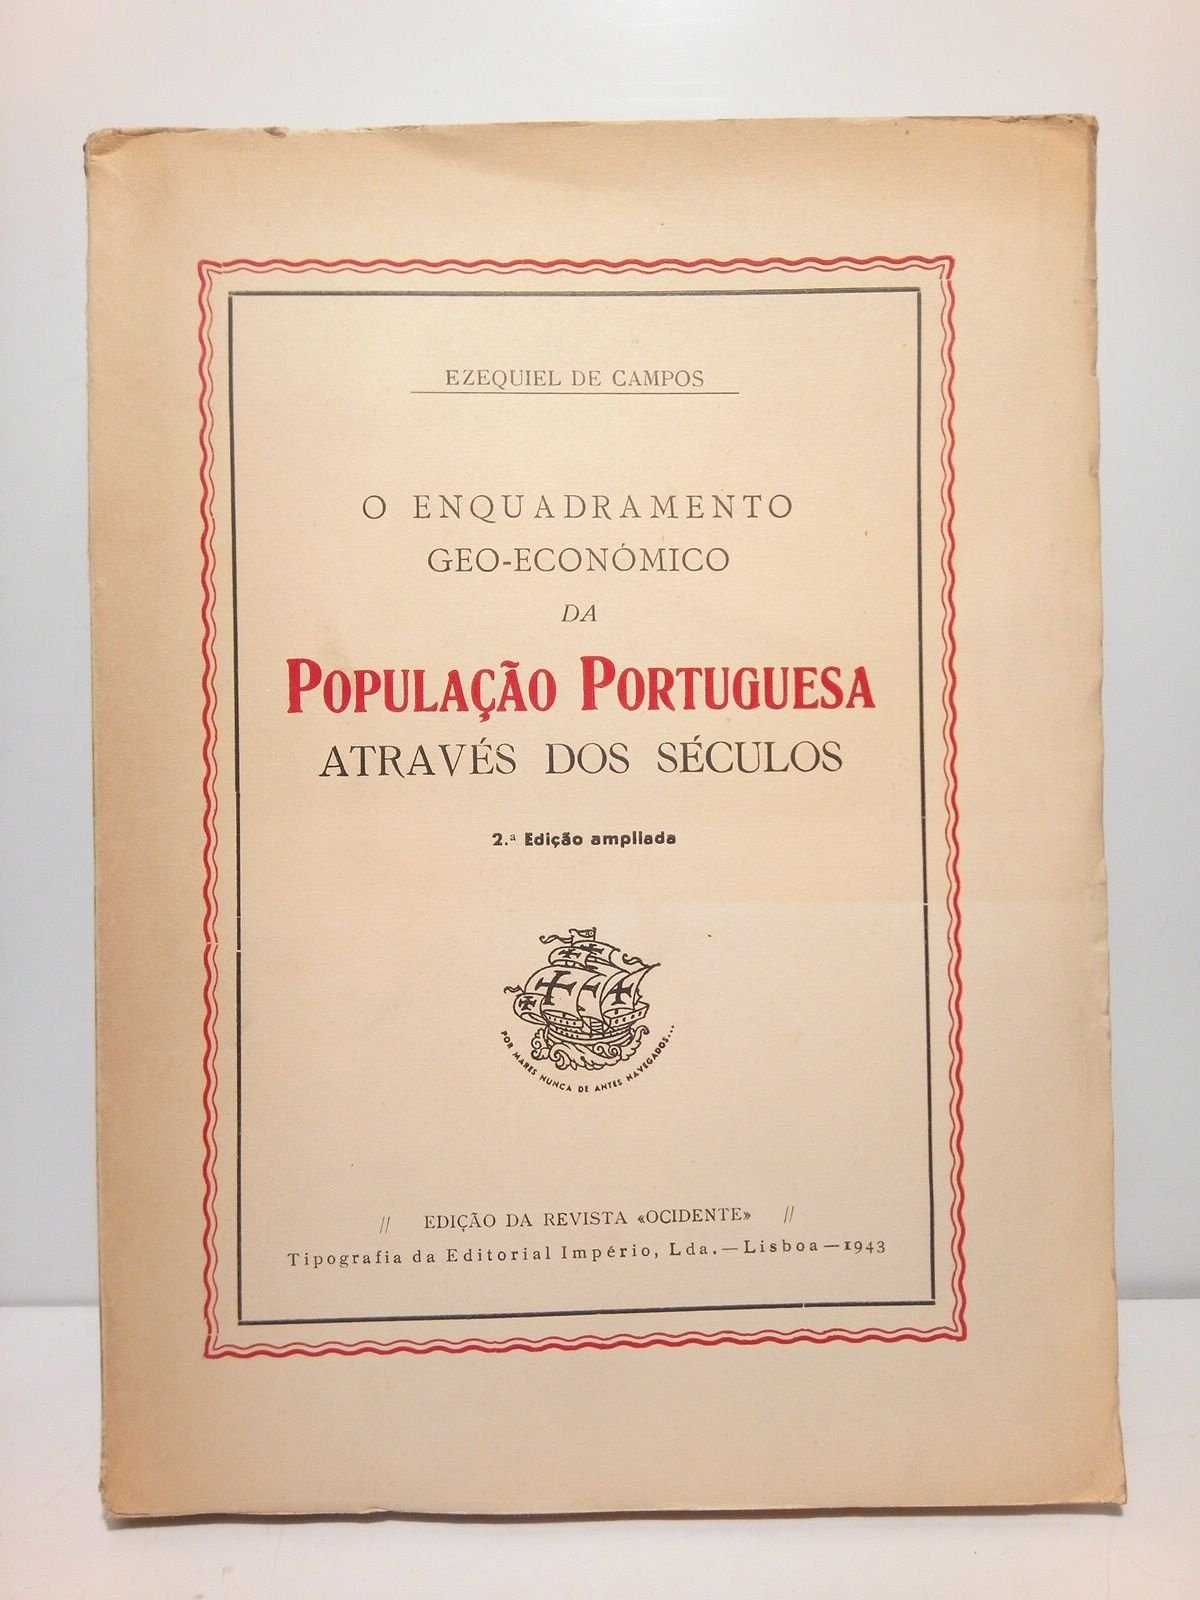 EZEQUIEL DE CAMPOS
O ENQUADRAMENTO
GEO-ECONÓMICO
DA
POPULAÇÃO PORTUGUESA
ATRAVÉS DOS SÉCULOS
2.ª Edição ampliada
POR MARES NUNCA DE ANTES NAVEGADOS...
// EDIÇÃO DA REVISTA «OCIDENTE» //
Tipografia da Editorial Império, Lda.—Lisboa—1943